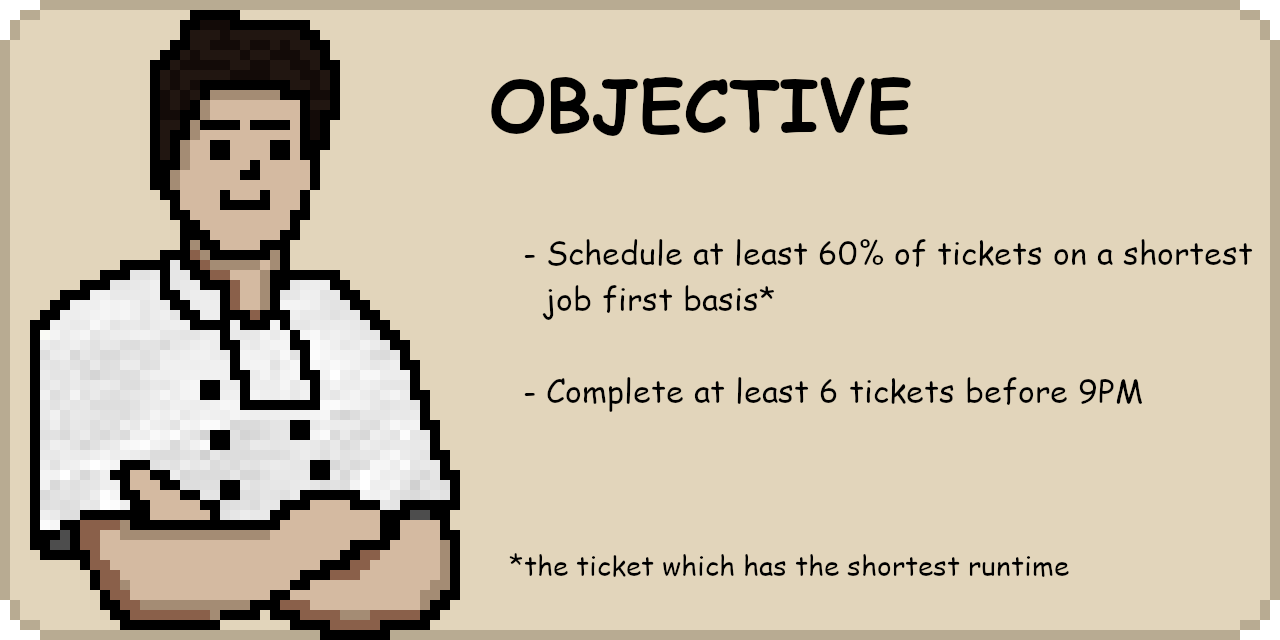 OBJECTIVE
- Schedule at least 60% of tickets on a shortest
job first basis*
- Complete at least 6 tickets before 9PM
*the ticket which has the shortest runtime